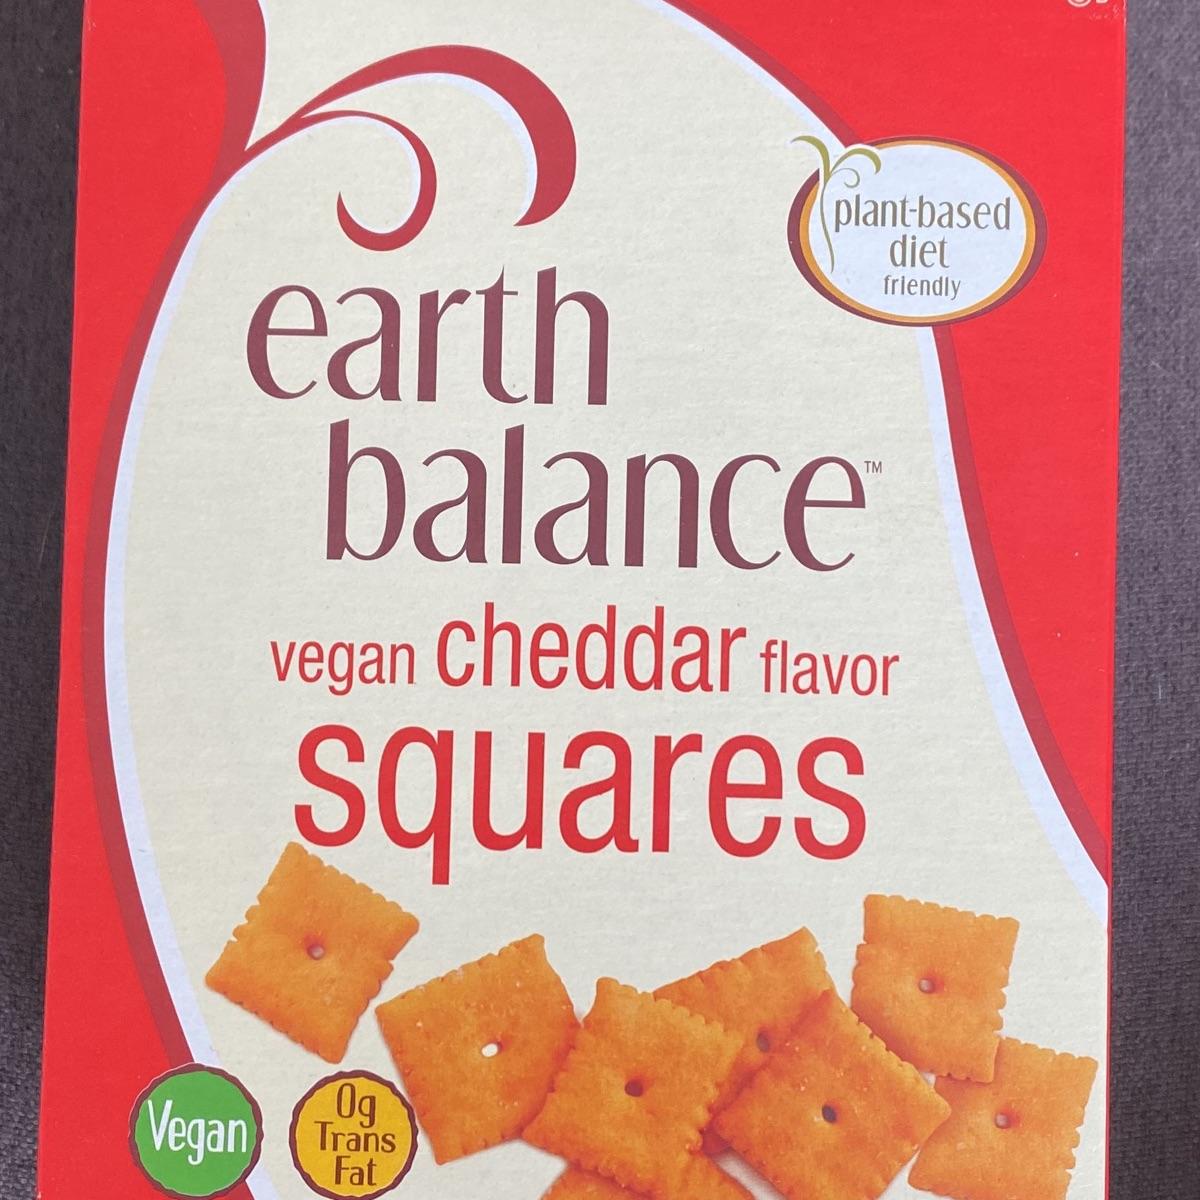 plant-based
diet
friendly
earth
balance™
vegan cheddar flavor
squares
Vegan
0g
Trans
Fat